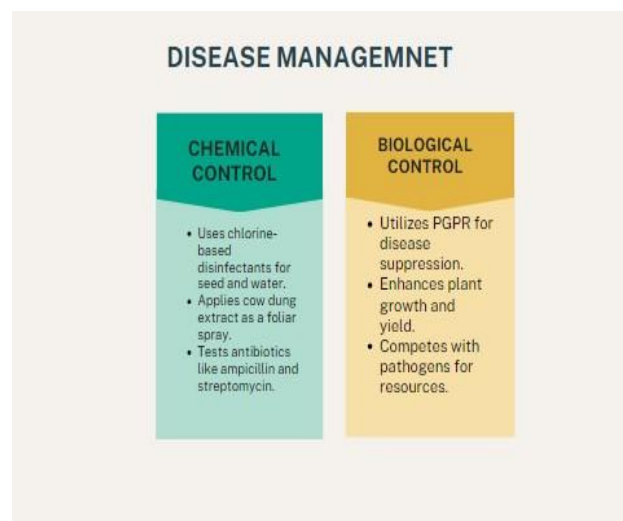 DISEASE MANAGEMNET
CHEMICAL
CONTROL
• Uses chlorine-
based
disinfectants for
seed and water.
• Applies cow dung
extract as a foliar
spray.
• Tests antibiotics
like ampicillin and
streptomycin.
BIOLOGICAL
CONTROL
• Utilizes PGPR for
disease
suppression.
• Enhances plant
growth and
yield.
• Competes with
pathogens for
resources.